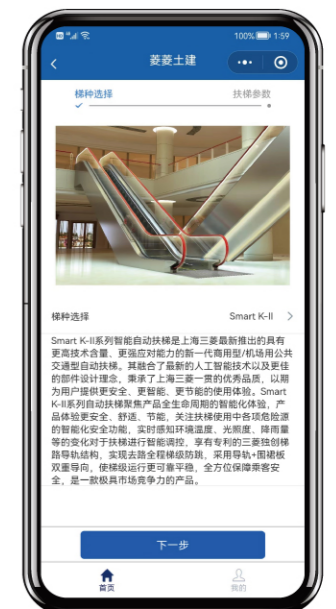 100% 1:59
菱菱土建
梯种选择 扶梯参数
梯种选择 Smart K-II
Smart K-II系列智能自动扶梯是上海三菱最新推出的具有
更高技术含量、更强应对能力的新一代商用型/机场用公共
交通型自动扶梯。其融合了最新的人工智能技术以及更佳
的部件设计理念，秉承了上海三菱一贯的优秀品质，以期
为用户提供更安全、更智能、更节能的使用体验。Smart
K-II系列自动扶梯聚焦产品全生命周期的智能化体验，产
品体验更安全、舒适、节能，关注扶梯使用中各项危险源
的智能化安全功能，实时感知环境温度、光照度、降雨量
等的变化对于扶梯进行智能调控，享有专利的三菱独创梯
路导轨结构，实现去路全程梯级防跳，采用导轨+围裙板
双重导向，使梯级运行更可靠平稳，全方位保障乘客安
全，是一款极具市场竞争力的产品。
下一步
首页 我的